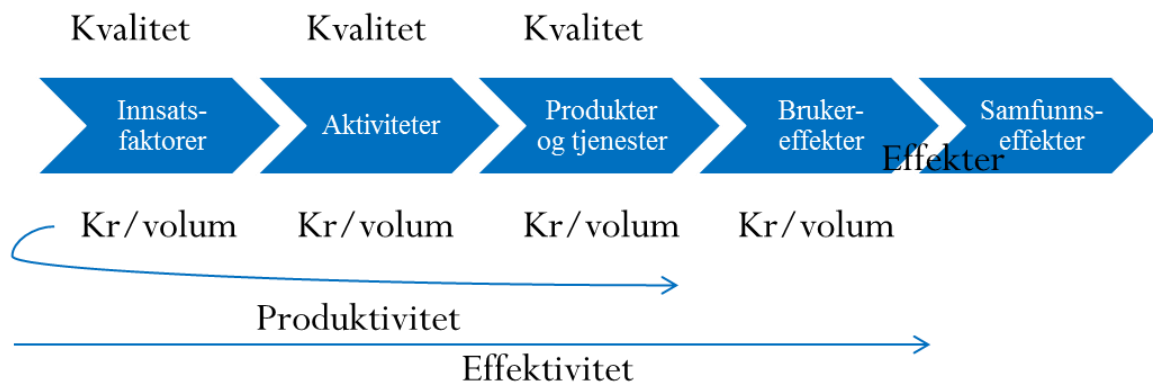 Kvalitet
Kvalitet
Kvalitet
Innsats-
faktorer
Aktiviteter
Produkter
og tjenester
Bruker-
effekter
Samfunns-
effekter
Effekter
Kr/volum
Kr/volum
Kr/volum
Kr/volum
Produktivitet
Effektivitet